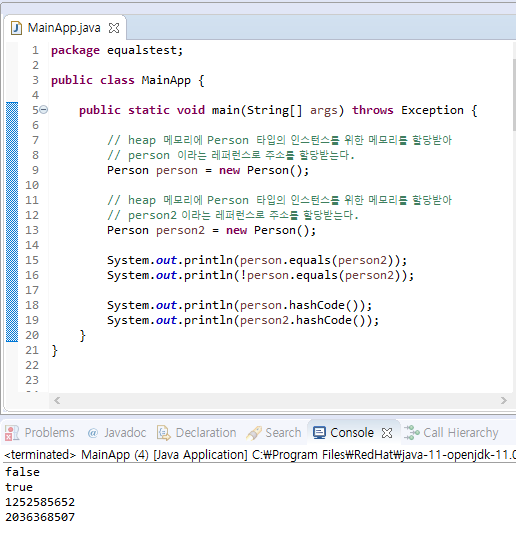 MainApp.java
1 package equalstest;
2
3 public class MainApp {
4
5 public static void main(String[] args) throws Exception {
6
7 // heap 메모리에 Person 타입의 인스턴스를 위한 메모리를 할당받아
8 // person 이라는 레퍼런스로 주소를 할당받는다.
9 Person person = new Person();
10
11 // heap 메모리에 Person 타입의 인스턴스를 위한 메모리를 할당받아
12 // person2 이라는 레퍼런스로 주소를 할당받는다.
13 Person person2 = new Person();
14
15 System.out.println(person.equals(person2));
16 System.out.println(!person.equals(person2));
17
18 System.out.println(person.hashCode());
19 System.out.println(person2.hashCode());
20 }
21 }
22
23
Problems @ Javadoc Declaration Search Console Call Hierarchy
<terminated> MainApp (4) [Java Application] C:₩Program Files₩RedHat₩java-11-openjdk-11.0
false
true
1252585652
2036368507